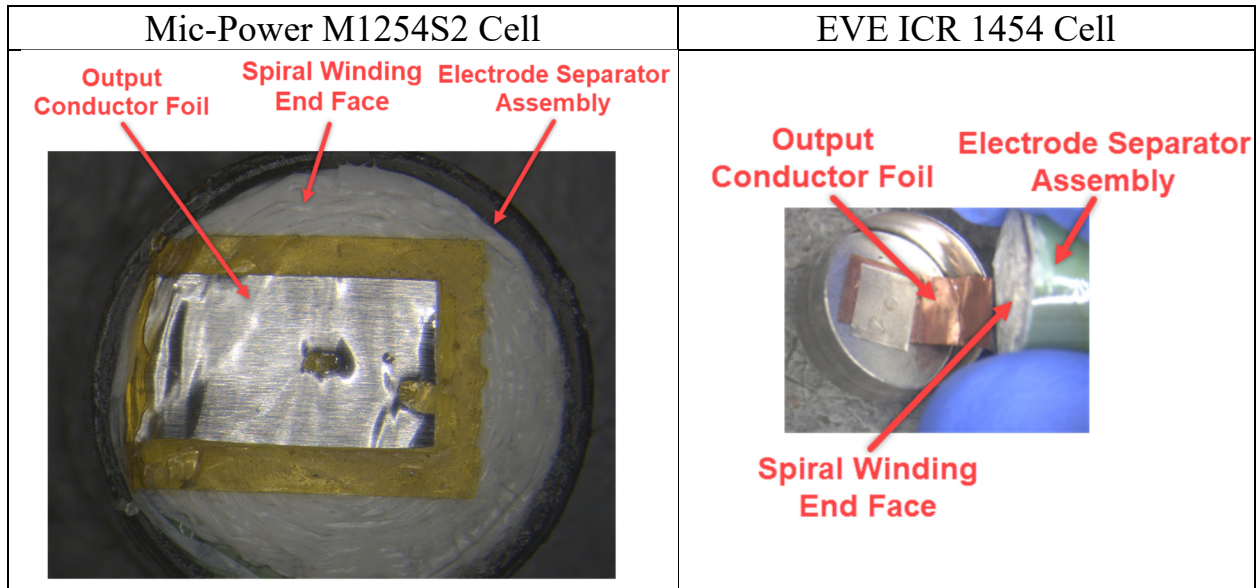 Mic-Power M1254S2 Cell
EVE ICR 1454 Cell
Output
Conductor Foil
Spiral Winding
End Face
Electrode Separator
Assembly
Output
Conductor Foil
Electrode Separator
Assembly
Spiral Winding
End Face